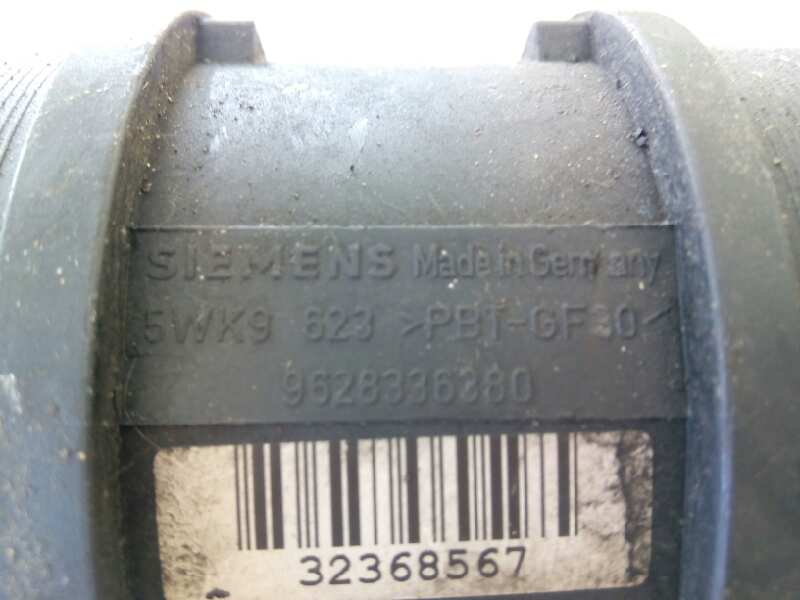 SIEMENS Made in Germany
5WK9 623 >PBT-GF30<
9628336380
32368567